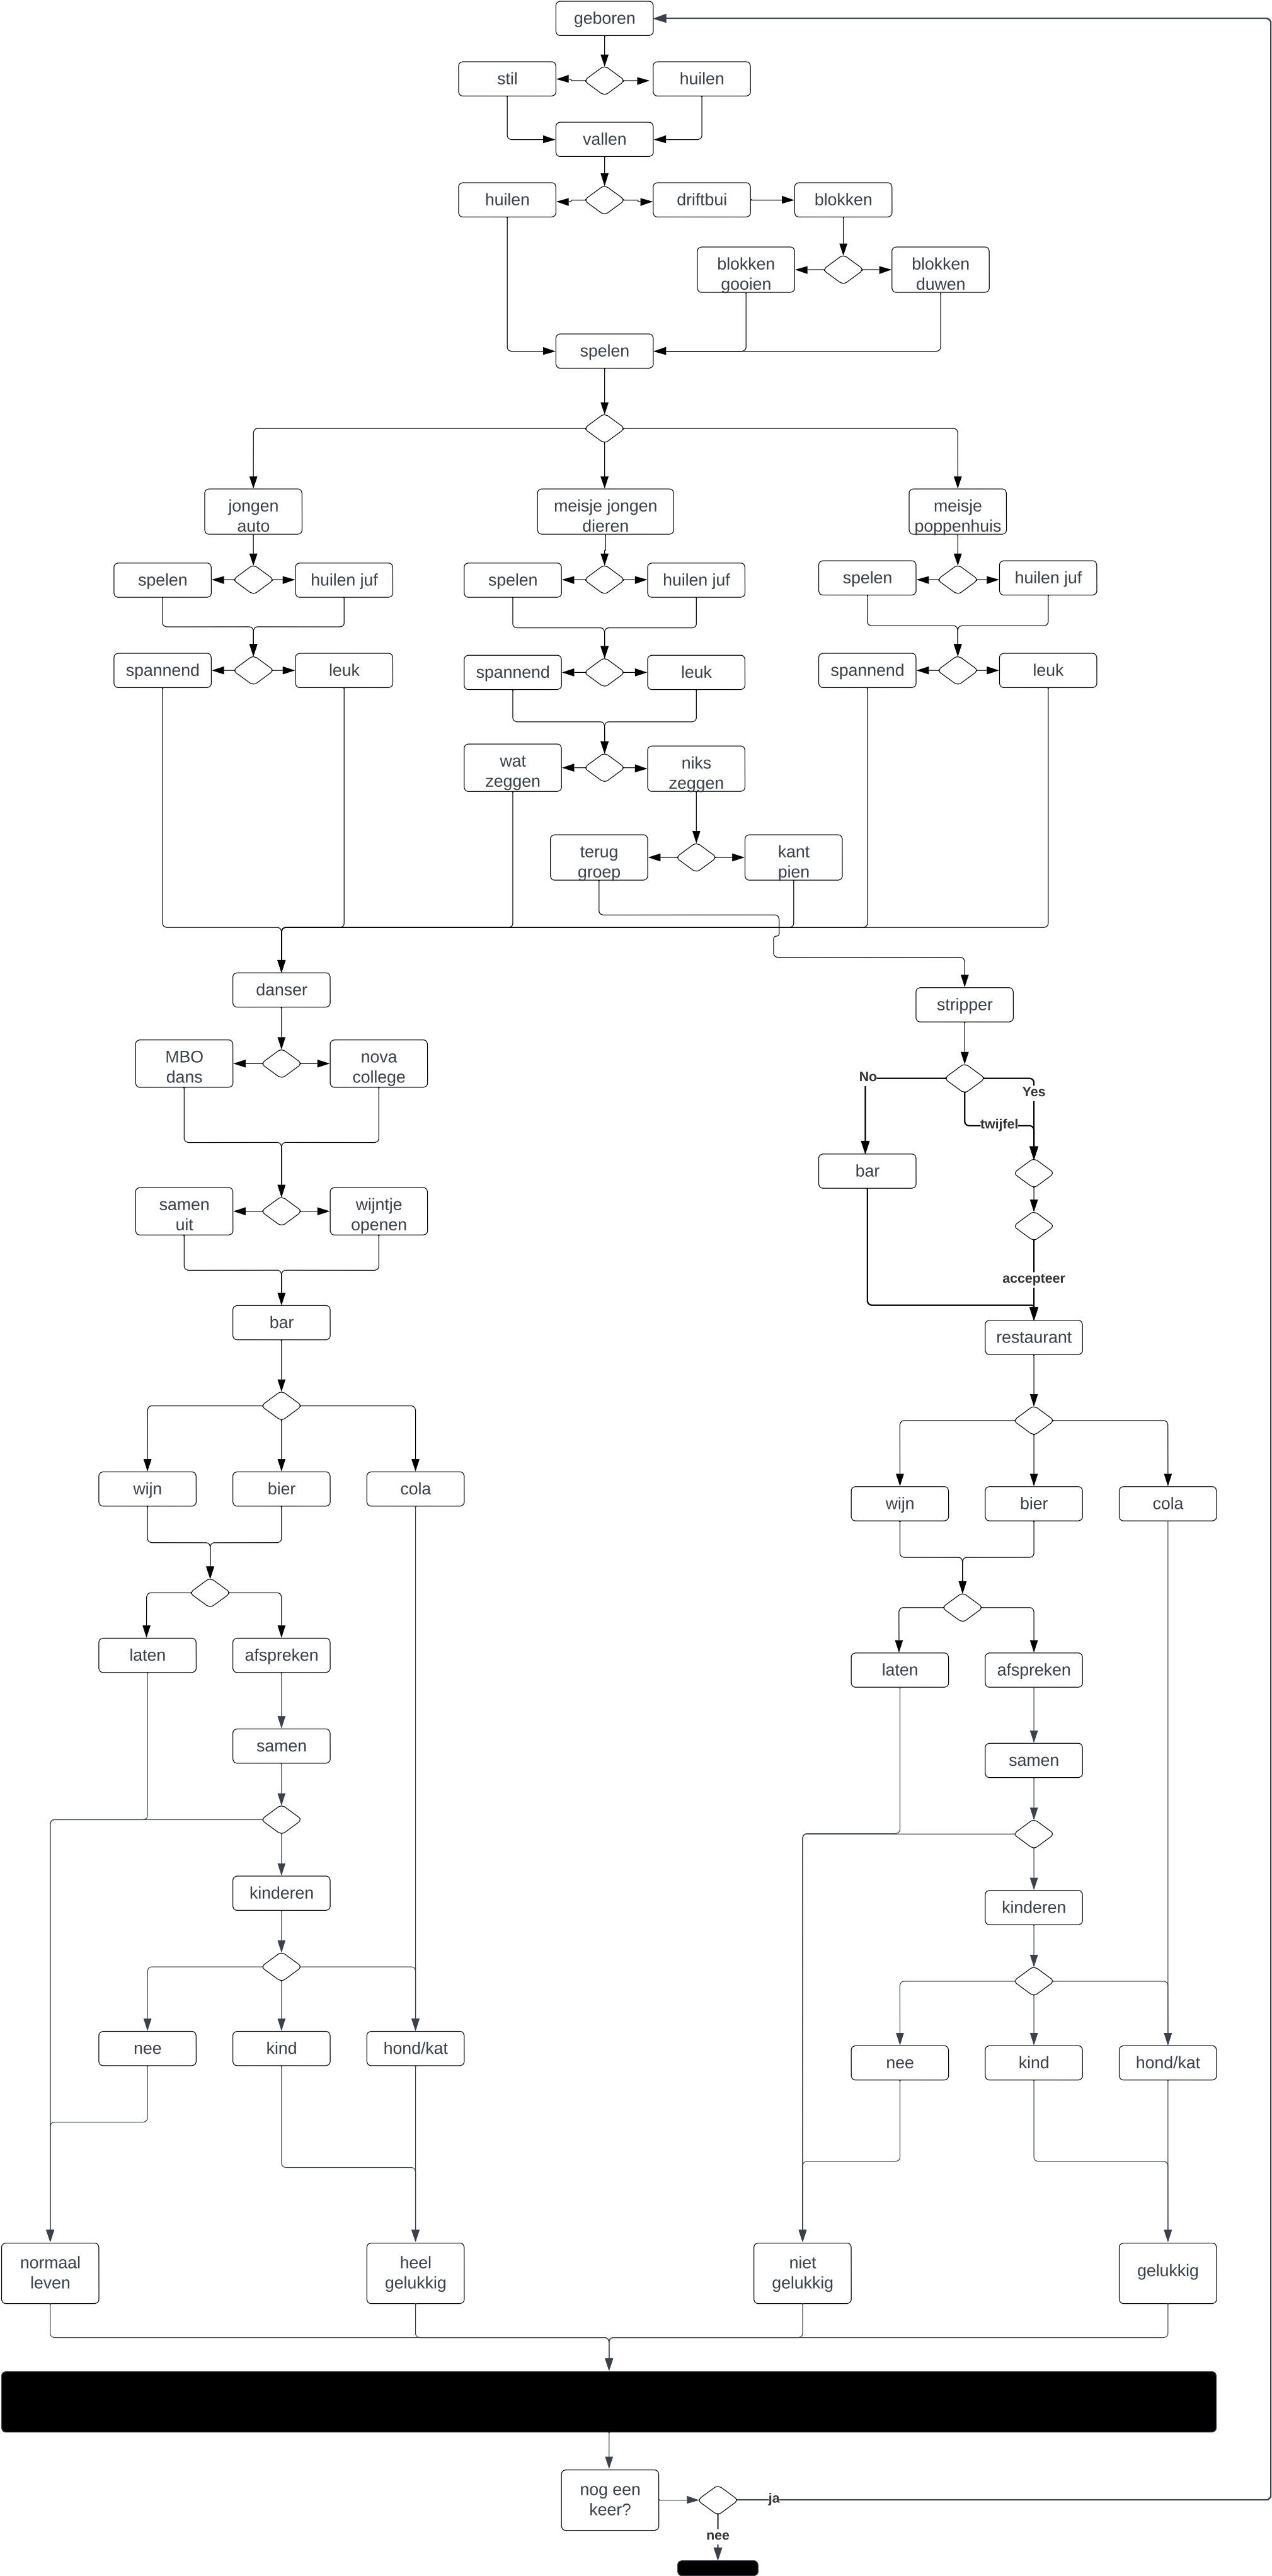 geboren
stil
huilen
vallen
huilen
driftbui
blokken
blokken
gooien
blokken
duwen
spelen
jongen
auto
meisje jongen
dieren
meisje
poppenhuis
spelen
huilen juf
spelen
huilen juf
spelen
huilen juf
spannend
leuk
spannend
leuk
spannend
leuk
wat
zeggen
niks
zeggen
terug
groep
kant
pien
danser
stripper
MBO
dans
nova
college
No
Yes
twijfel
bar
samen
uit
wijntje
openen
accepteer
bar
restaurant
wijn
bier
cola
wijn
bier
cola
laten
afspreken
laten
afspreken
samen
samen
kinderen
kinderen
nee
kind
hond/kat
nee
kind
hond/kat
normaal
leven
heel
gelukkig
niet
gelukkig
gelukkig
nog een
keer?
ja
nee